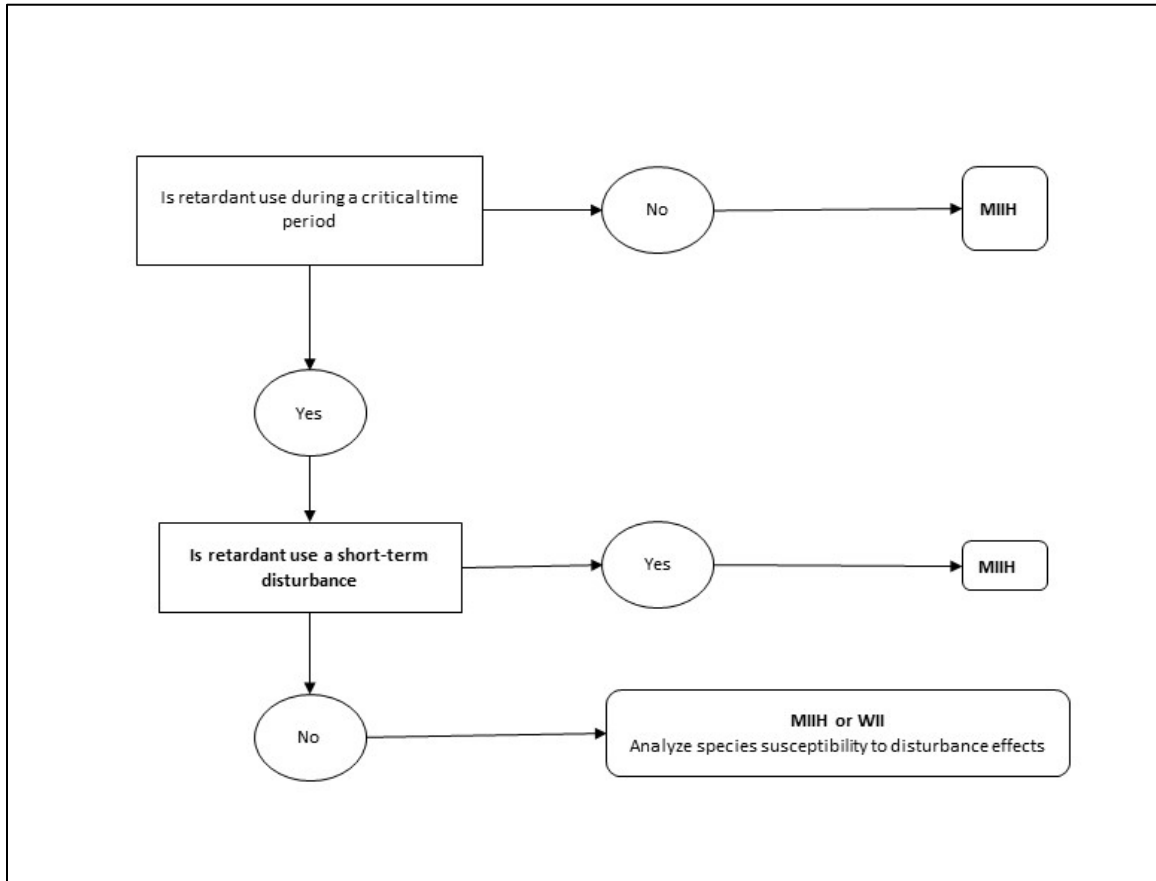 Is retardant use during a critical time
period
No
MIIH
Yes
Is retardant use a short-term
disturbance
Yes
MIIH
No
MIIH or WII
Analyze species susceptibility to disturbance effects